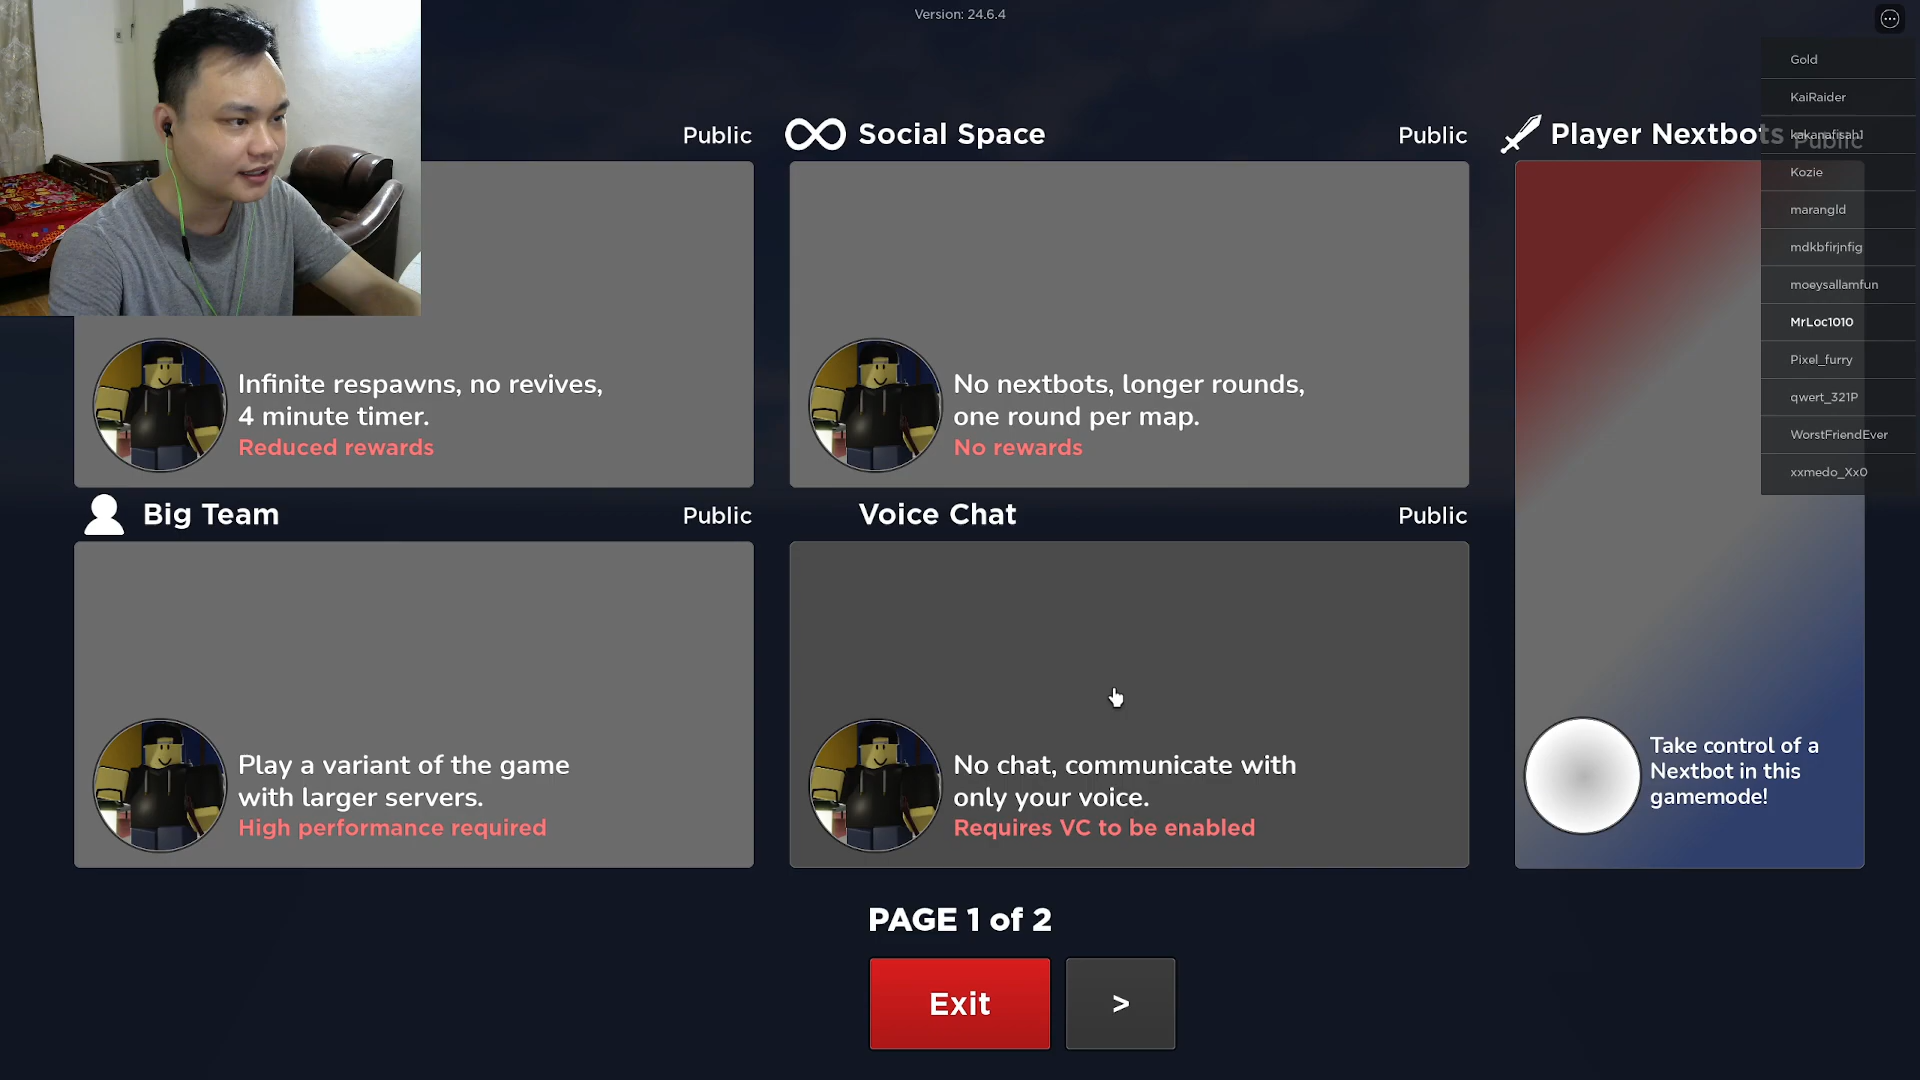 Version: 24.6.4
Gold
KaiRaider
kakanafisah1
Kozie
marangld
mdkbfirjnfig
moeysallamfun
MrLoc1010
Pixel_furry
qwert_321P
WorstFriendEver
xxmedo_Xx0
Public
Social Space
Public
Player Nextbots
Public
Infinite respawns, no revives,
4 minute timer.
Reduced rewards
No nextbots, longer rounds,
one round per map.
No rewards
Big Team
Public
Voice Chat
Public
Play a variant of the game
with larger servers.
High performance required
No chat, communicate with
only your voice.
Requires VC to be enabled
Take control of a
Nextbot in this
gamemode!
PAGE 1 of 2
Exit
>